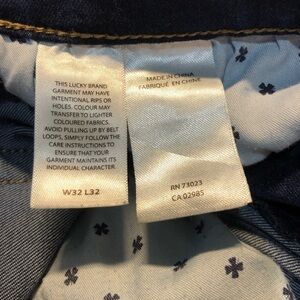 THIS LUCKY BRAND
GARMENT MAY HAVE
INTENTIONAL RIPS OR
HOLES. COLOUR MAY
TRANSFER TO LIGHTER
COLOURED FABRICS.
AVOID PULLING UP BY BELT
LOOPS, SIMPLY FOLLOW THE
CARE INSTRUCTIONS TO
ENSURE THAT YOUR
GARMENT MAINTAINS ITS
INDIVIDUAL CHARACTER.
W32 L32
MADE IN CHINA
FABRIQUÉ EN CHINE
RN 73023
CA 02985